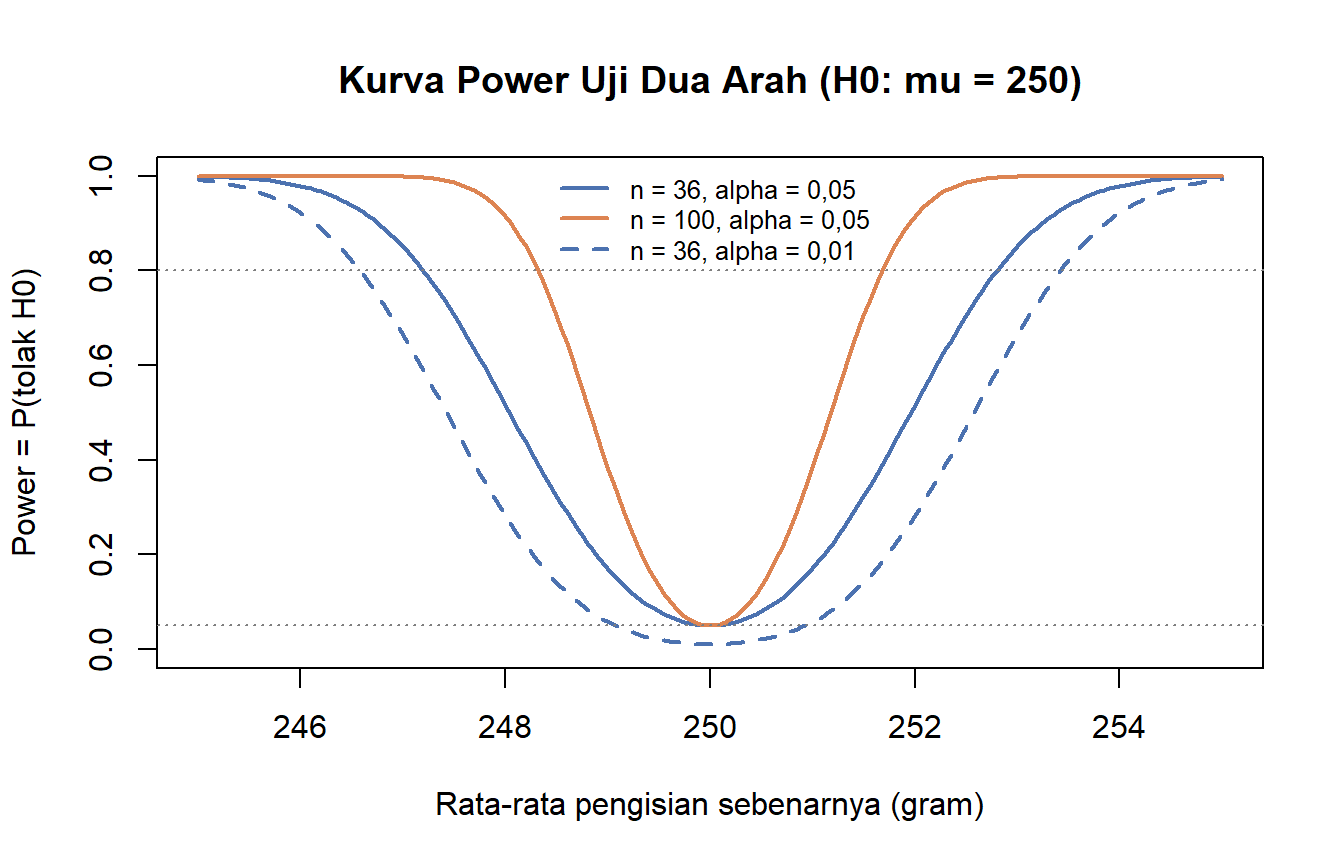 Kurva Power Uji Dua Arah (H0: mu = 250)
n = 36, alpha = 0,05
n = 100, alpha = 0,05
n = 36, alpha = 0,01
Power = P(tolak H0)
1.0
0.8
0.6
0.4
0.2
0.0
246 248 250 252 254
Rata-rata pengisian sebenarnya (gram)